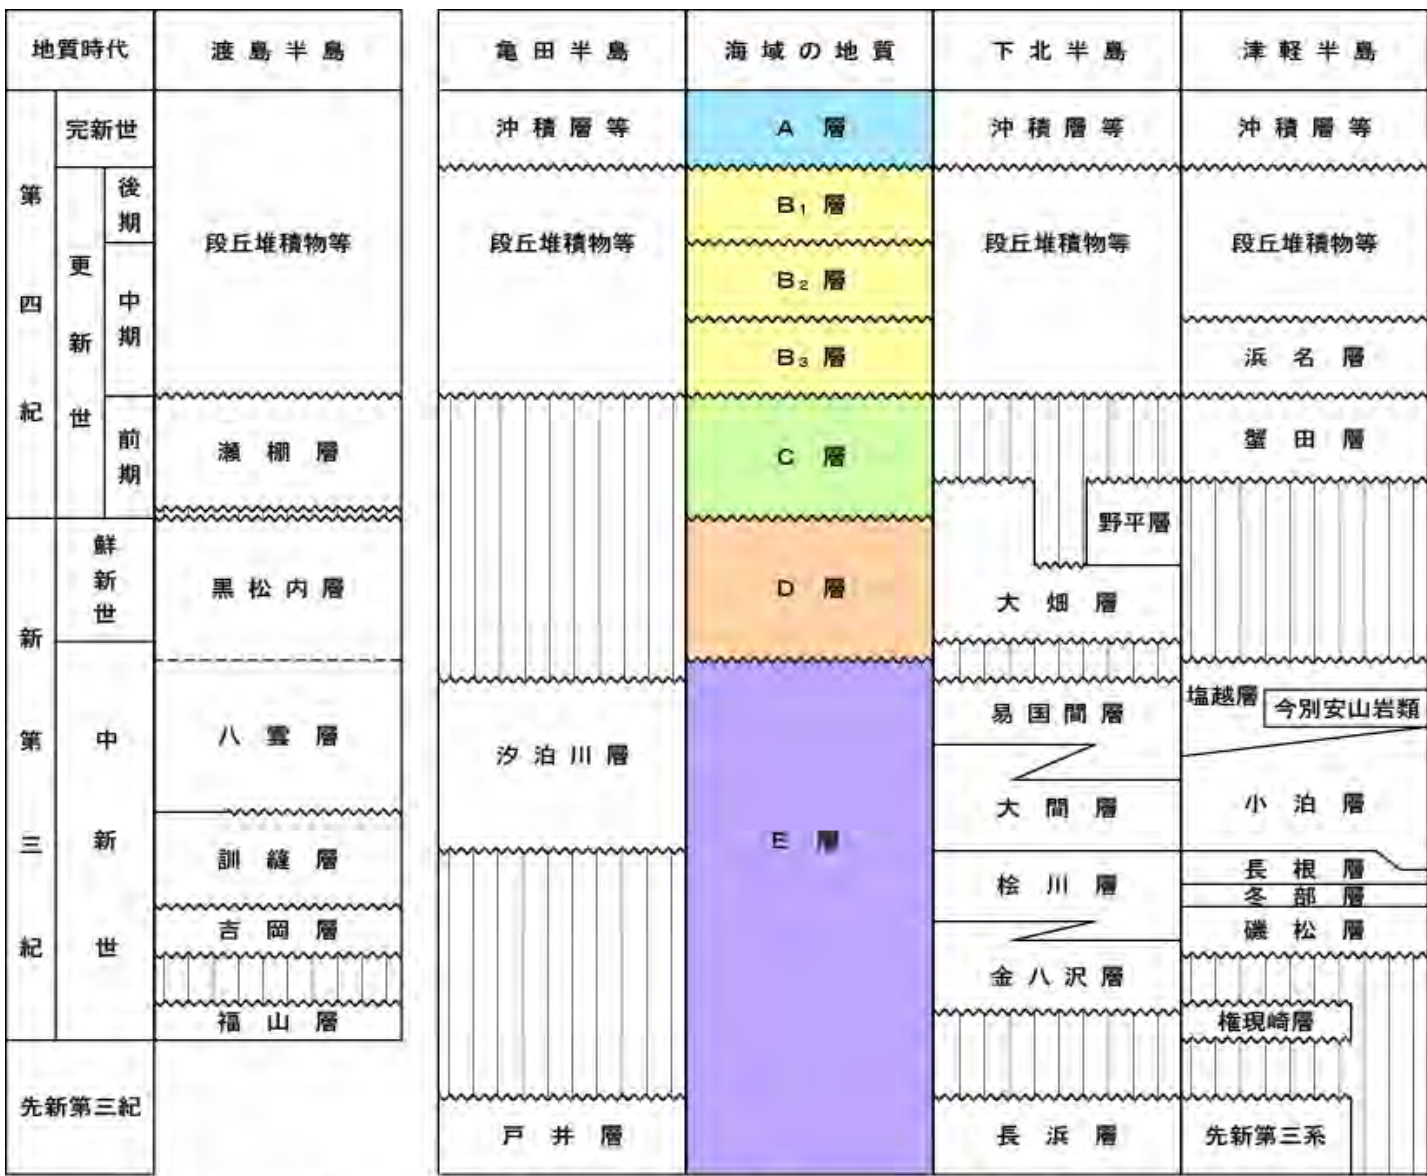 地質時代 渡島半島 亀田半島 海域の地質 下北半島 津軽半島
第四紀
完新世
更新世
後期
中期
前期
新第三紀
鮮新世
中新世
先新第三紀
段丘堆積物等
瀬棚層
黒松内層
八雲層
訓縫層
吉岡層
福山層
沖積層等
段丘堆積物等
汐泊川層
戸井層
A層
B₁層
B₂層
B₃層
C層
D層
E層
沖積層等
段丘堆積物等
野平層
大畑層
易国間層
大間層
桧川層
金八沢層
長浜層
沖積層等
段丘堆積物等
浜名層
蟹田層
塩越層
今別安山岩類
小泊層
長根層
冬部層
磯松層
権現崎層
先新第三系